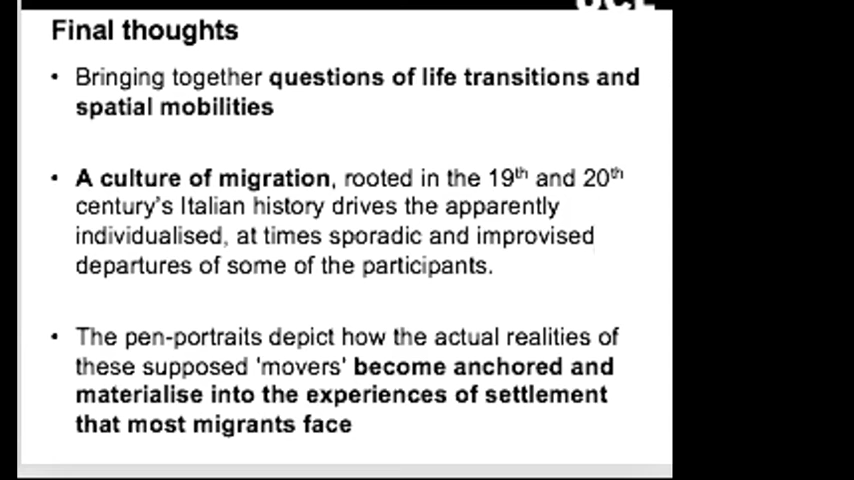 Final thoughts
• Bringing together questions of life transitions and
spatial mobilities
• A culture of migration, rooted in the 19th and 20th
century's Italian history drives the apparently
individualised, at times sporadic and improvised
departures of some of the participants.
• The pen-portraits depict how the actual realities of
these supposed 'movers' become anchored and
materialise into the experiences of settlement
that most migrants face